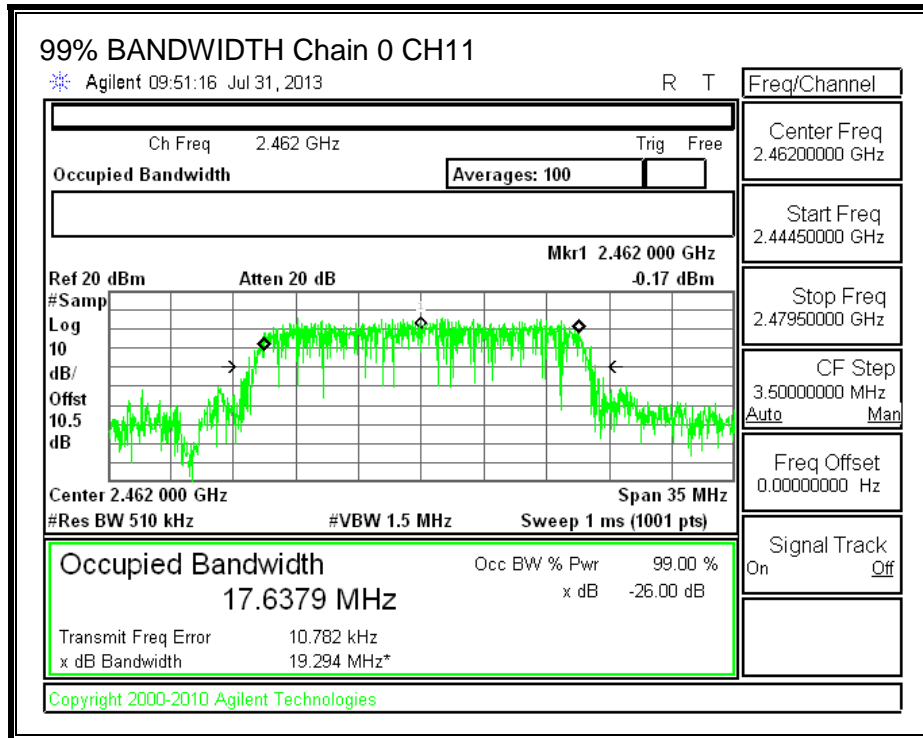 99% BANDWIDTH Chain 0 CH11
Agilent 09:51:16 Jul 31, 2013 R T
Freq/Channel
Ch Freq 2.462 GHz Trig Free
Occupied Bandwidth Averages: 100
Center Freq
2.46200000 GHz
Start Freq
2.44450000 GHz
Mkr1 2.462 000 GHz
Ref 20 dBm Atten 20 dB -0.17 dBm
#Samp
Log
10
dB/
Offst
10.5
dB
1
Stop Freq
2.47950000 GHz
CF Step
3.50000000 MHz
Auto Man
Freq Offset
0.00000000 Hz
Center 2.462 000 GHz Span 35 MHz
#Res BW 510 kHz #VBW 1.5 MHz Sweep 1 ms (1001 pts)
Signal Track
On Off
Occupied Bandwidth Occ BW % Pwr 99.00 %
17.6379 MHz x dB -26.00 dB
Transmit Freq Error 10.782 kHz
x dB Bandwidth 19.294 MHz*
Copyright 2000-2010 Agilent Technologies